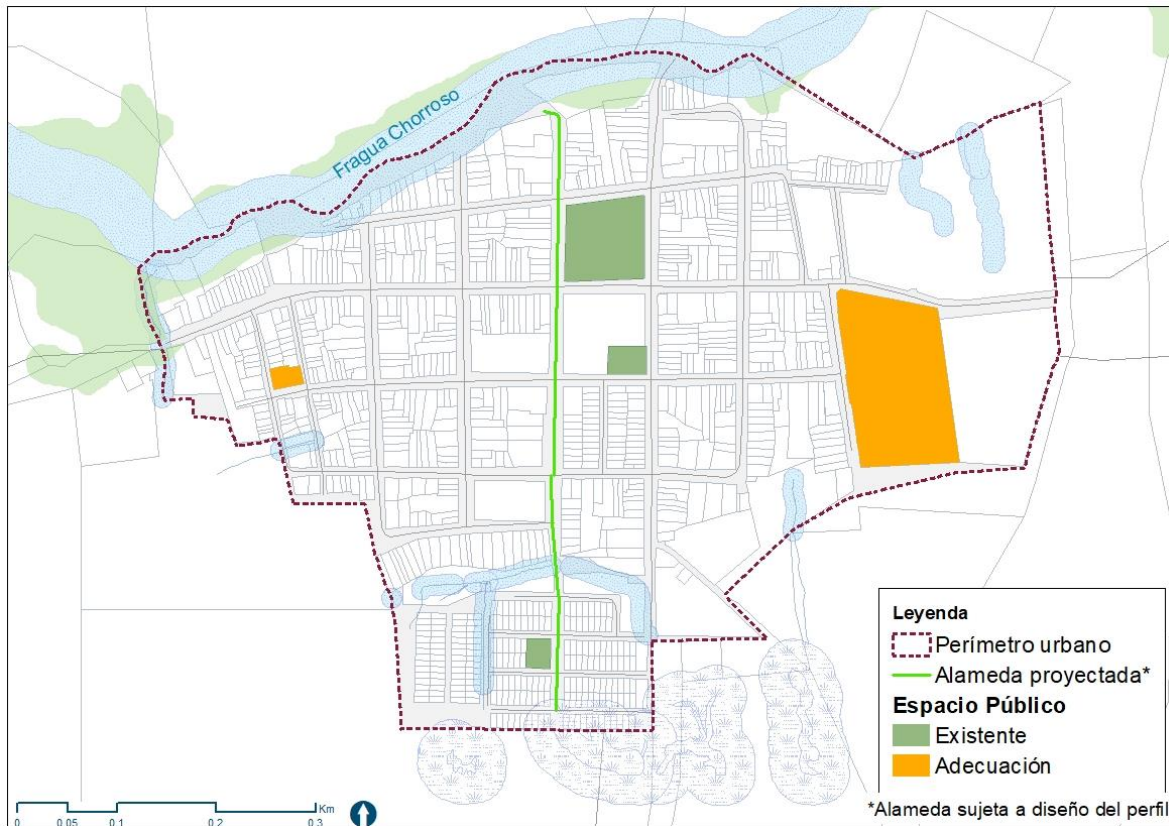 Fragua Chorroso
Leyenda
Perímetro urbano
Alameda proyectada*
Espacio Público
Existente
Adecuación
*Alameda sujeta a diseño del perfil
Km
0 0,05 0,1 0,2 0,3